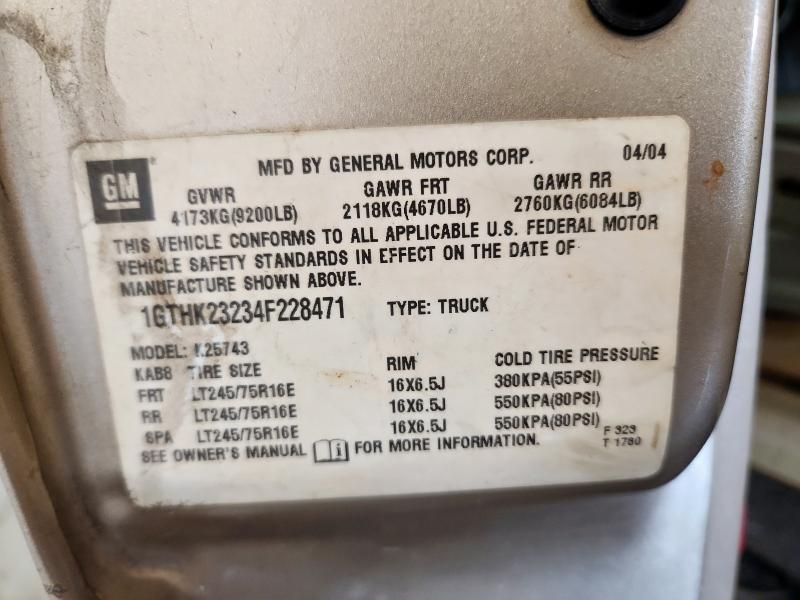 GM
MFD BY GENERAL MOTORS CORP. 04/04
GVWR GAWR FRT GAWR RR
4173KG(9200LB) 2118KG(4670LB) 2760KG(6084LB)
THIS VEHICLE CONFORMS TO ALL APPLICABLE U.S. FEDERAL MOTOR
VEHICLE SAFETY STANDARDS IN EFFECT ON THE DATE OF
MANUFACTURE SHOWN ABOVE.
1GTHK23234F228471 TYPE: TRUCK
MODEL: K25743
KAB8 TIRE SIZE RIM COLD TIRE PRESSURE
FRT LT245/75R16E 16X6.5J 380KPA(55PSI)
RR LT245/75R16E 16X6.5J 550KPA(80PSI)
SPA LT245/75R16E 16X6.5J 550KPA(80PSI)
SEE OWNER'S MANUAL i FOR MORE INFORMATION.
F 323
T 1780